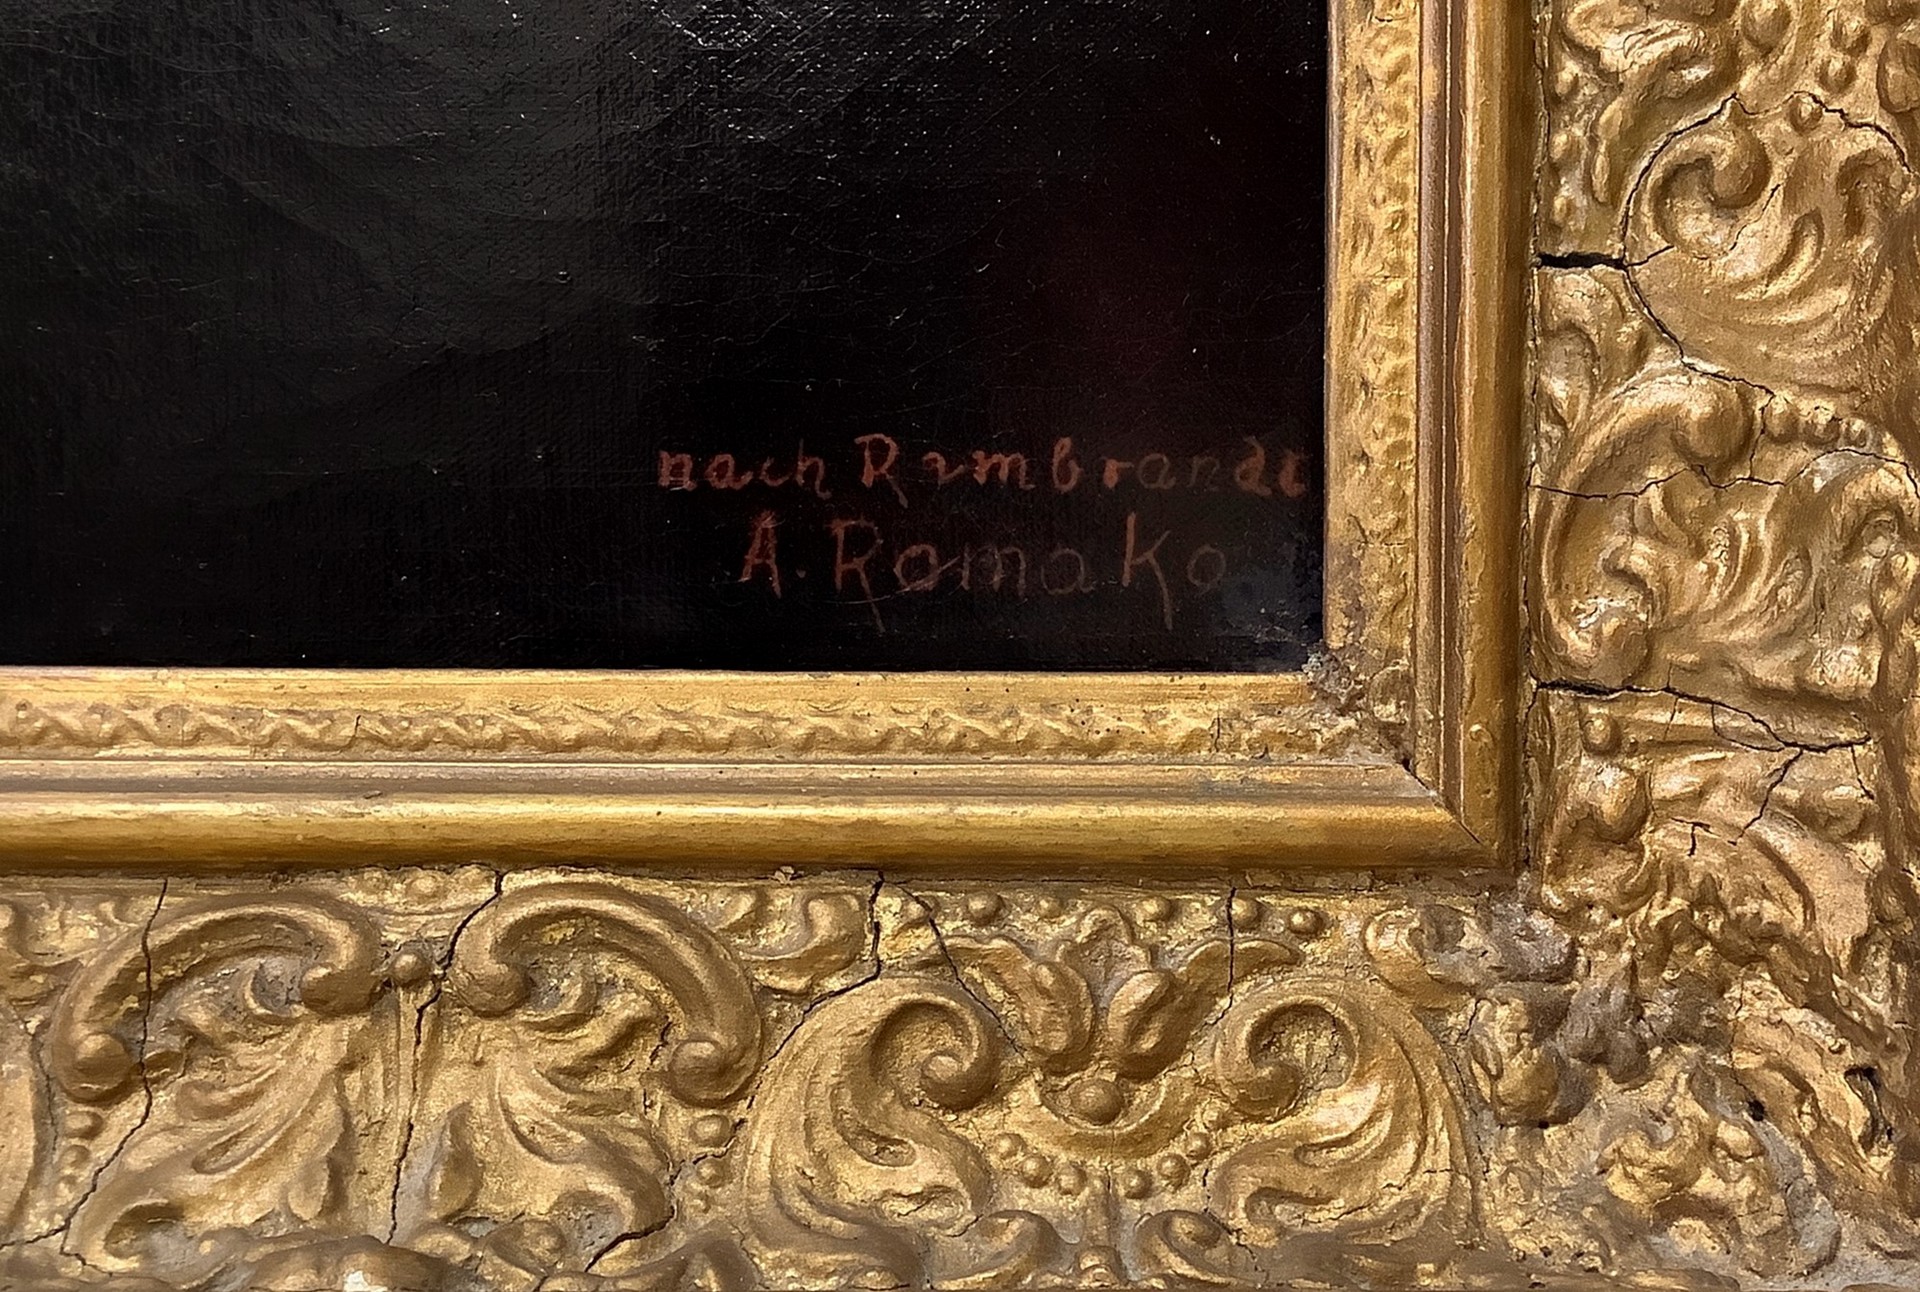 nach Rembrandt
A. Romako